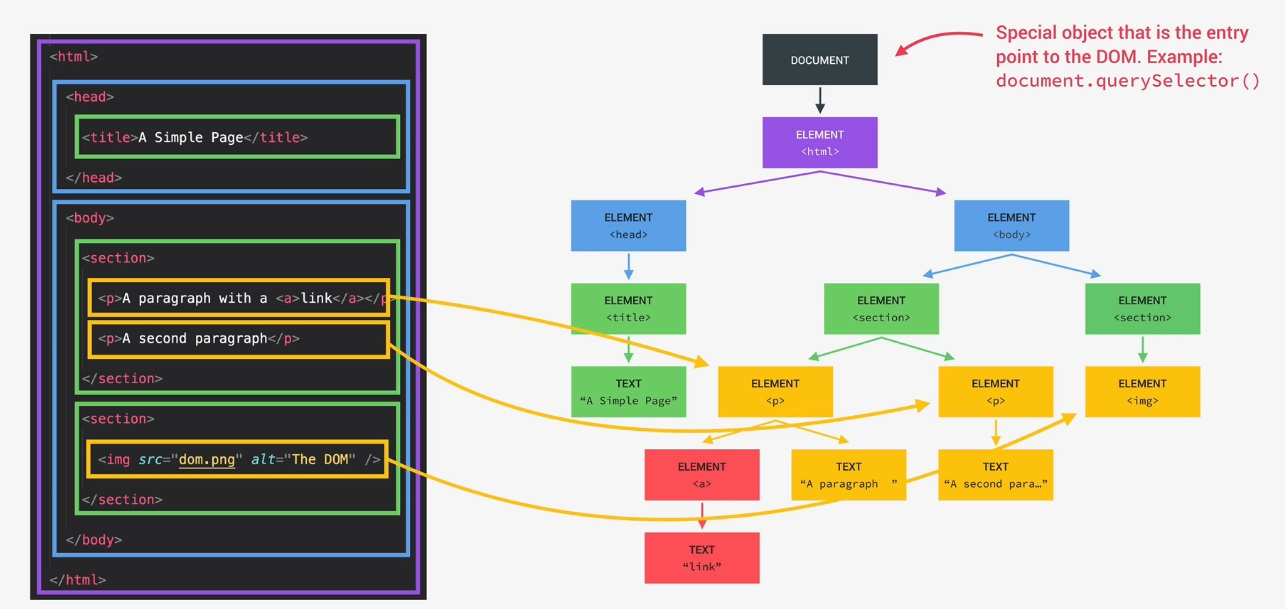 <html>
<head>
<title>A Simple Page</title>
</head>
<body>
<section>
<p>A paragraph with a <a>link</a></p
<p>A second paragraph</p>
</section>
<section>
<img src="dom.png" alt="The DOM" />
</section>
</body>
</html>
DOCUMENT
Special object that is the entry
point to the DOM. Example:
document.querySelector()
ELEMENT
<html>
ELEMENT
<head>
ELEMENT
<body>
ELEMENT
<title>
ELEMENT
<section>
ELEMENT
<section>
TEXT
“A Simple Page”
ELEMENT
<p>
ELEMENT
<p>
ELEMENT
<img>
ELEMENT
<a>
TEXT
“A paragraph ”
TEXT
“A second para…”
TEXT
“link”